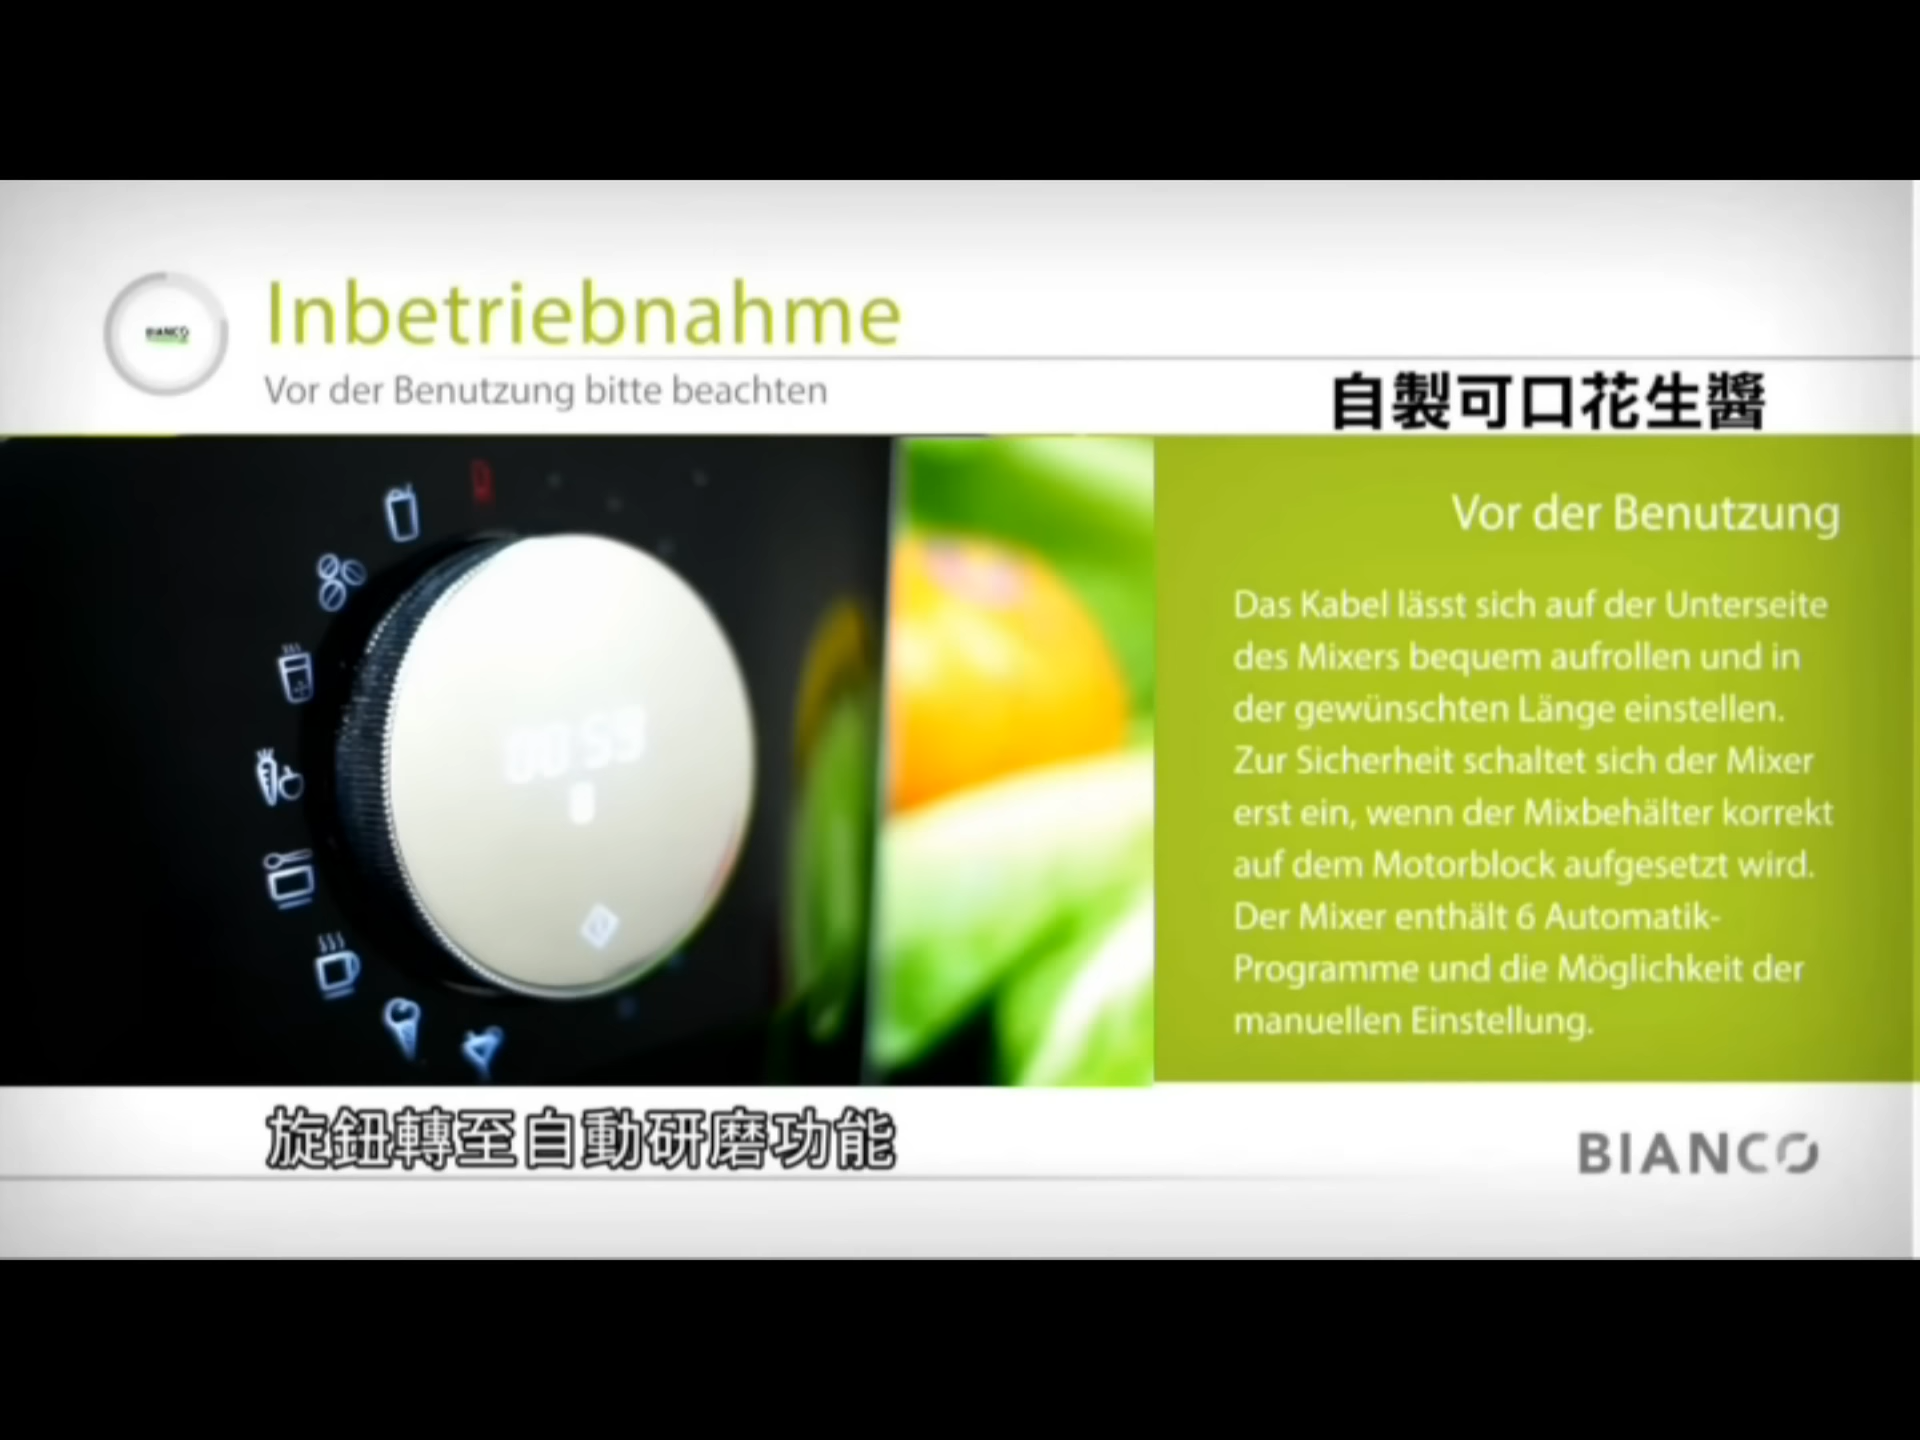 BIANCO
Inbetriebnahme
Vor der Benutzung bitte beachten
自製可口花生醬
00:53
Vor der Benutzung
Das Kabel lässt sich auf der Unterseite
des Mixers bequem aufrollen und in
der gewünschten Länge einstellen.
Zur Sicherheit schaltet sich der Mixer
erst ein, wenn der Mixbehälter korrekt
auf dem Motorblock aufgesetzt wird.
Der Mixer enthält 6 Automatik-
Programme und die Möglichkeit der
manuellen Einstellung.
旋鈕轉至自動研磨功能
BIANCO